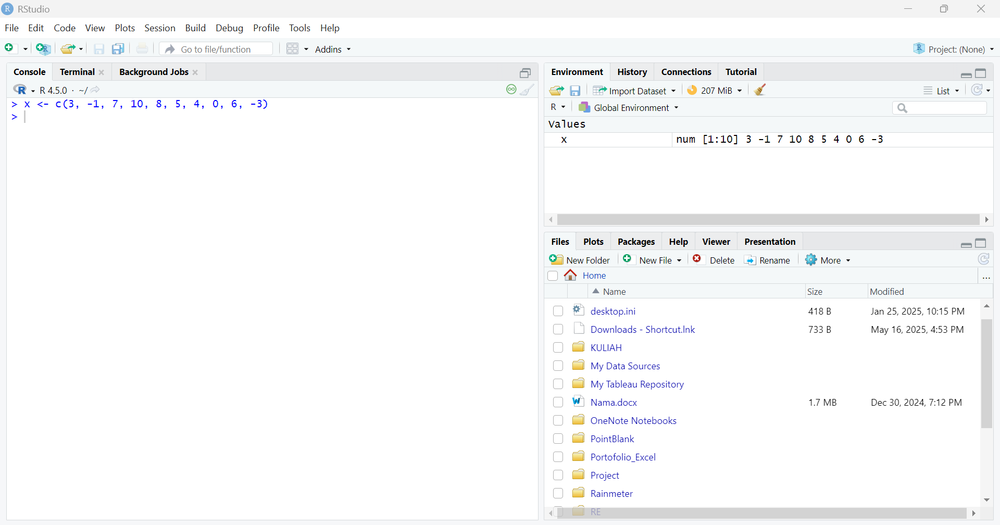 RStudio
File Edit Code View Plots Session Build Debug Profile Tools Help
Go to file/function Addins Project: (None)
Console Terminal Background Jobs
R 4.5.0 · ~/
> x <- c(3, -1, 7, 10, 8, 5, 4, 0, 6, -3)
>
Environment History Connections Tutorial
Import Dataset 207 MiB List
R Global Environment
Values
x num [1:10] 3 -1 7 10 8 5 4 0 6 -3
Files Plots Packages Help Viewer Presentation
New Folder New File Delete Rename More
Home ...
Name Size Modified
desktop.ini 418 B Jan 25, 2025, 10:15 PM
Downloads - Shortcut.lnk 733 B May 16, 2025, 4:53 PM
KULIAH
My Data Sources
My Tableau Repository
Nama.docx 1.7 MB Dec 30, 2024, 7:12 PM
OneNote Notebooks
PointBlank
Portofolio_Excel
Project
Rainmeter
RE